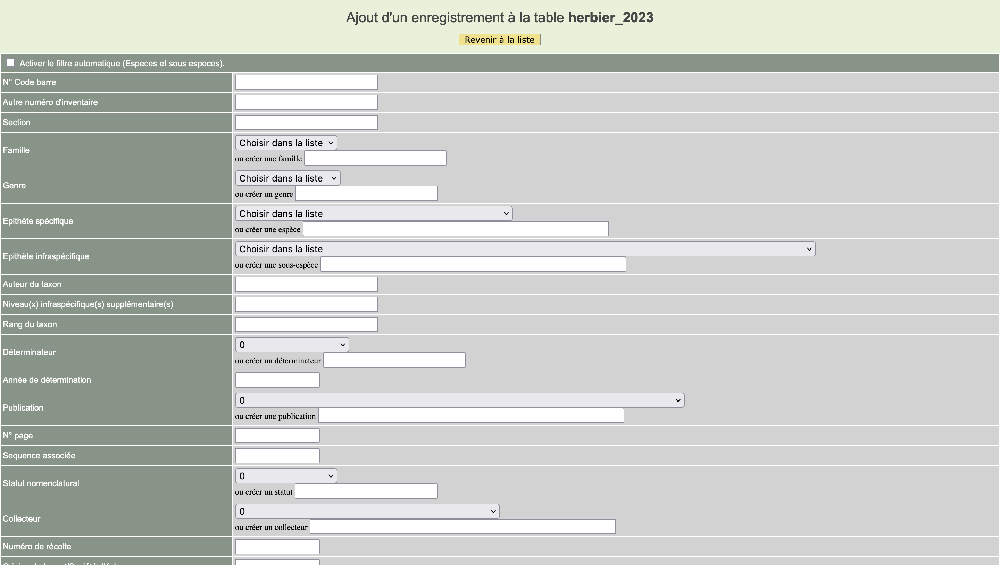 Ajout d'un enregistrement à la table herbier_2023
Revenir à la liste
Activer le filtre automatique (Especes et sous especes).
N° Code barre
Autre numéro d'inventaire
Section
Famille
Choisir dans la liste
ou créer une famille
Genre
Choisir dans la liste
ou créer un genre
Epithète spécifique
Choisir dans la liste
ou créer une espèce
Epithète infraspécifique
Choisir dans la liste
ou créer une sous-espèce
Auteur du taxon
Niveau(x) infraspécifique(s) supplémentaire(s)
Rang du taxon
Déterminateur
0
ou créer un déterminateur
Année de détermination
Publication
0
ou créer une publication
N° page
Sequence associée
Statut nomenclatural
0
ou créer un statut
Collecteur
0
ou créer un collecteur
Numéro de récolte